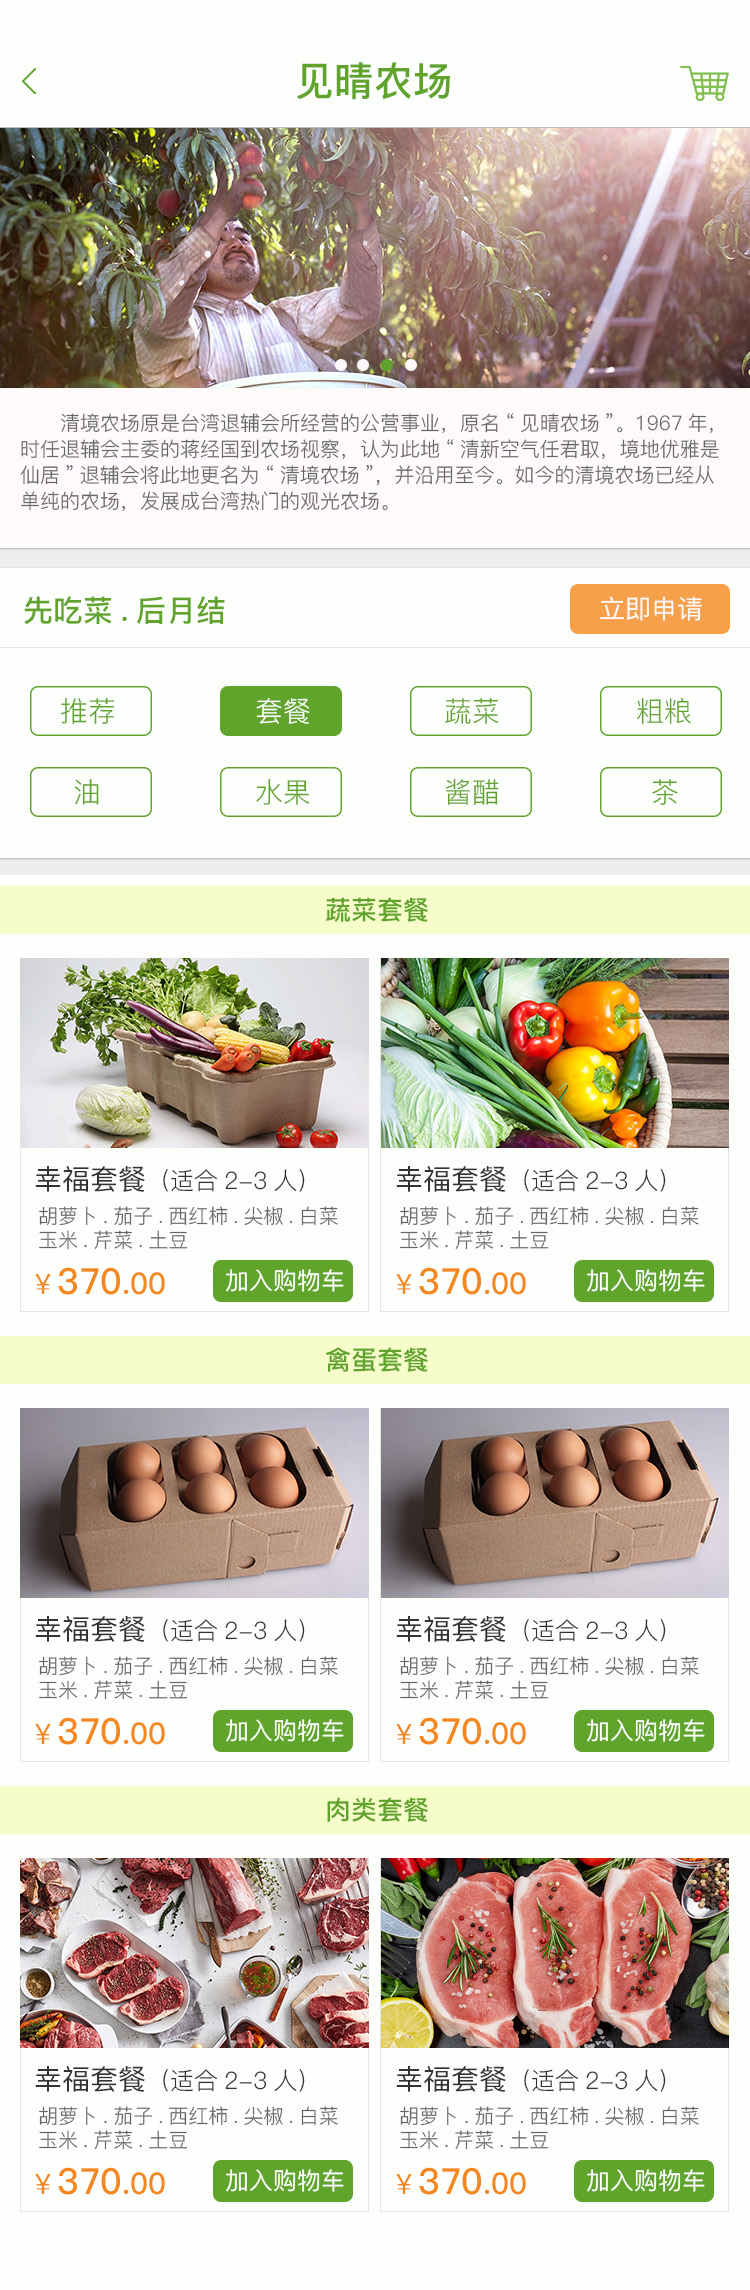 见晴农场
清境农场原是台湾退辅会所经营的公营事业，原名“见晴农场”。1967 年，
时任退辅会主委的蒋经国到农场视察，认为此地“清新空气任君取，境地优雅是
仙居”退辅会将此地更名为“清境农场”，并沿用至今。如今的清境农场已经从
单纯的农场，发展成台湾热门的观光农场。
先吃菜 . 后月结 立即申请
推荐 套餐 蔬菜 粗粮
油 水果 酱醋 茶
蔬菜套餐
幸福套餐（适合 2-3 人） 幸福套餐（适合 2-3 人）
胡萝卜 . 茄子 . 西红柿 . 尖椒 . 白菜 胡萝卜 . 茄子 . 西红柿 . 尖椒 . 白菜
玉米 . 芹菜 . 土豆 玉米 . 芹菜 . 土豆
¥ 370.00 加入购物车 ¥ 370.00 加入购物车
禽蛋套餐
幸福套餐（适合 2-3 人） 幸福套餐（适合 2-3 人）
胡萝卜 . 茄子 . 西红柿 . 尖椒 . 白菜 胡萝卜 . 茄子 . 西红柿 . 尖椒 . 白菜
玉米 . 芹菜 . 土豆 玉米 . 芹菜 . 土豆
¥ 370.00 加入购物车 ¥ 370.00 加入购物车
肉类套餐
幸福套餐（适合 2-3 人） 幸福套餐（适合 2-3 人）
胡萝卜 . 茄子 . 西红柿 . 尖椒 . 白菜 胡萝卜 . 茄子 . 西红柿 . 尖椒 . 白菜
玉米 . 芹菜 . 土豆 玉米 . 芹菜 . 土豆
¥ 370.00 加入购物车 ¥ 370.00 加入购物车